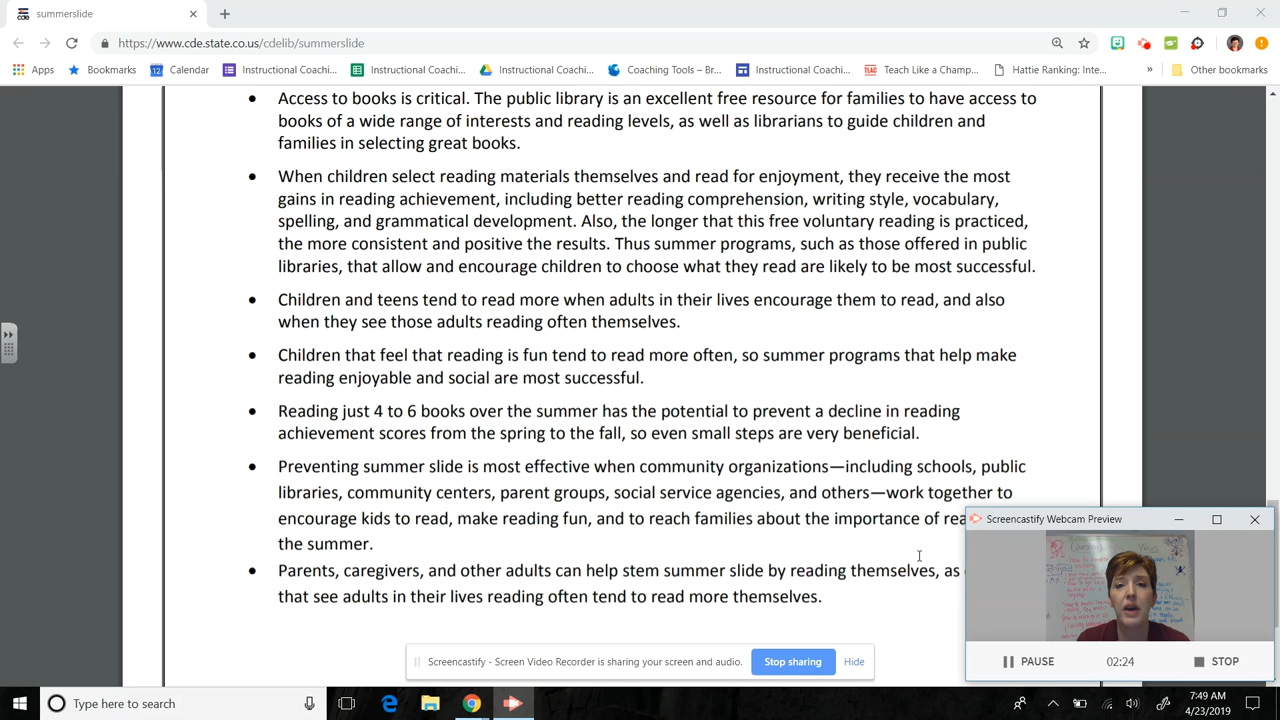 summerslide
https://www.cde.state.co.us/cdelib/summerslide
Apps Bookmarks Calendar Instructional Coachi... Instructional Coachi... Instructional Coachi... Coaching Tools – Br... Instructional Coachi... Teach Like a Champ... Hattie Ranking: Inte... » Other bookmarks
• Access to books is critical. The public library is an excellent free resource for families to have access to
books of a wide range of interests and reading levels, as well as librarians to guide children and
families in selecting great books.
• When children select reading materials themselves and read for enjoyment, they receive the most
gains in reading achievement, including better reading comprehension, writing style, vocabulary,
spelling, and grammatical development. Also, the longer that this free voluntary reading is practiced,
the more consistent and positive the results. Thus summer programs, such as those offered in public
libraries, that allow and encourage children to choose what they read are likely to be most successful.
• Children and teens tend to read more when adults in their lives encourage them to read, and also
when they see those adults reading often themselves.
• Children that feel that reading is fun tend to read more often, so summer programs that help make
reading enjoyable and social are most successful.
• Reading just 4 to 6 books over the summer has the potential to prevent a decline in reading
achievement scores from the spring to the fall, so even small steps are very beneficial.
• Preventing summer slide is most effective when community organizations—including schools, public
libraries, community centers, parent groups, social service agencies, and others—work together to
encourage kids to read, make reading fun, and to reach families about the importance of rea
the summer.
• Parents, caregivers, and other adults can help stem summer slide by reading themselves, as
that see adults in their lives reading often tend to read more themselves.
Screencastify Webcam Preview
PAUSE 02:24 STOP
Screencastify - Screen Video Recorder is sharing your screen and audio. Stop sharing Hide
Type here to search
7:49 AM
4/23/2019